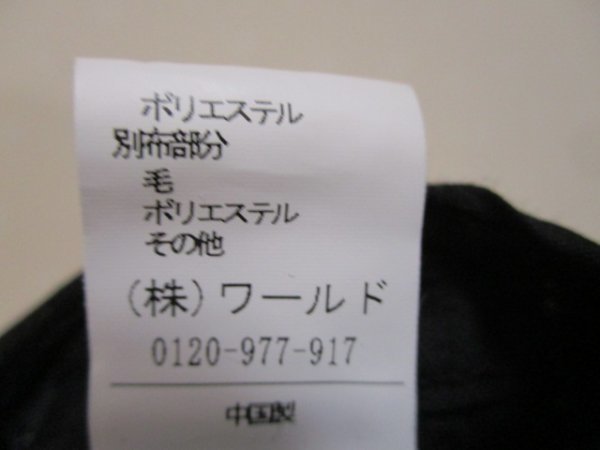 ポリエステル
別布部分
毛
ポリエステル
その他
(株)ワールド
0120-977-917
中国製